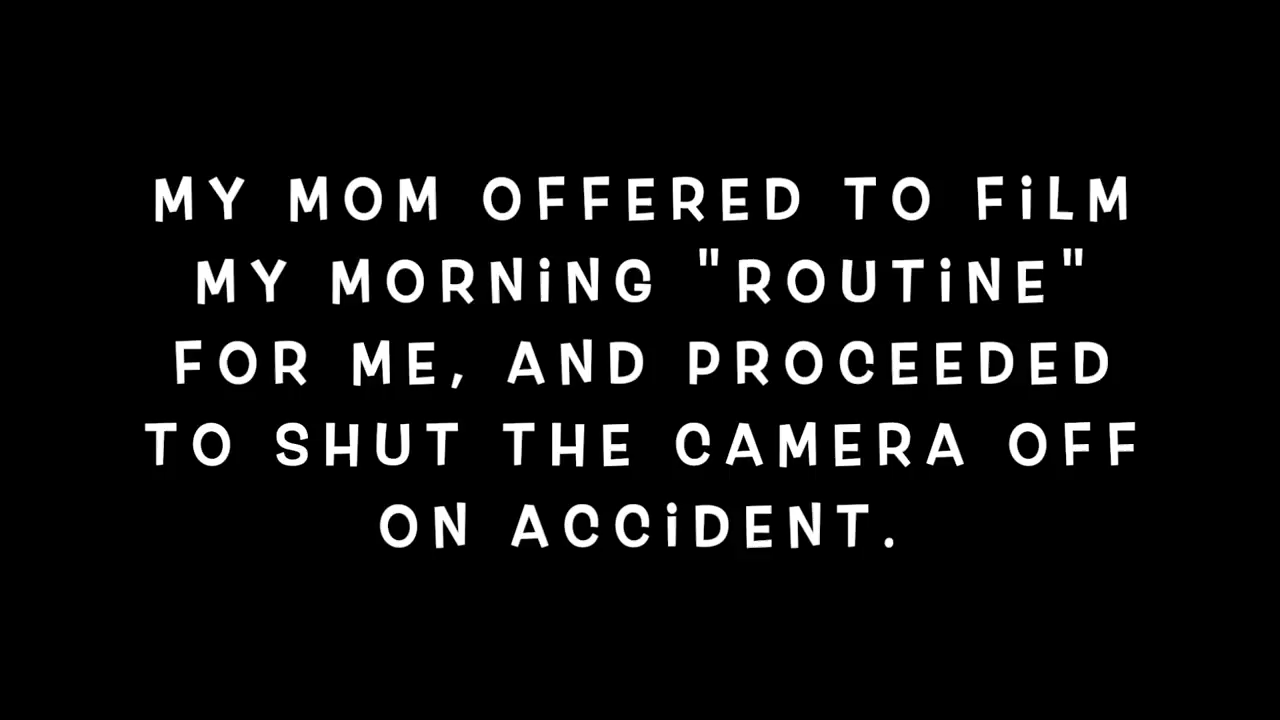 MY MOM OFFERED TO FiLM
MY MORNiNG "ROUTiNE"
FOR ME, AND PROCEEDED
TO SHUT THE CAMERA OFF
ON ACCiDENT.